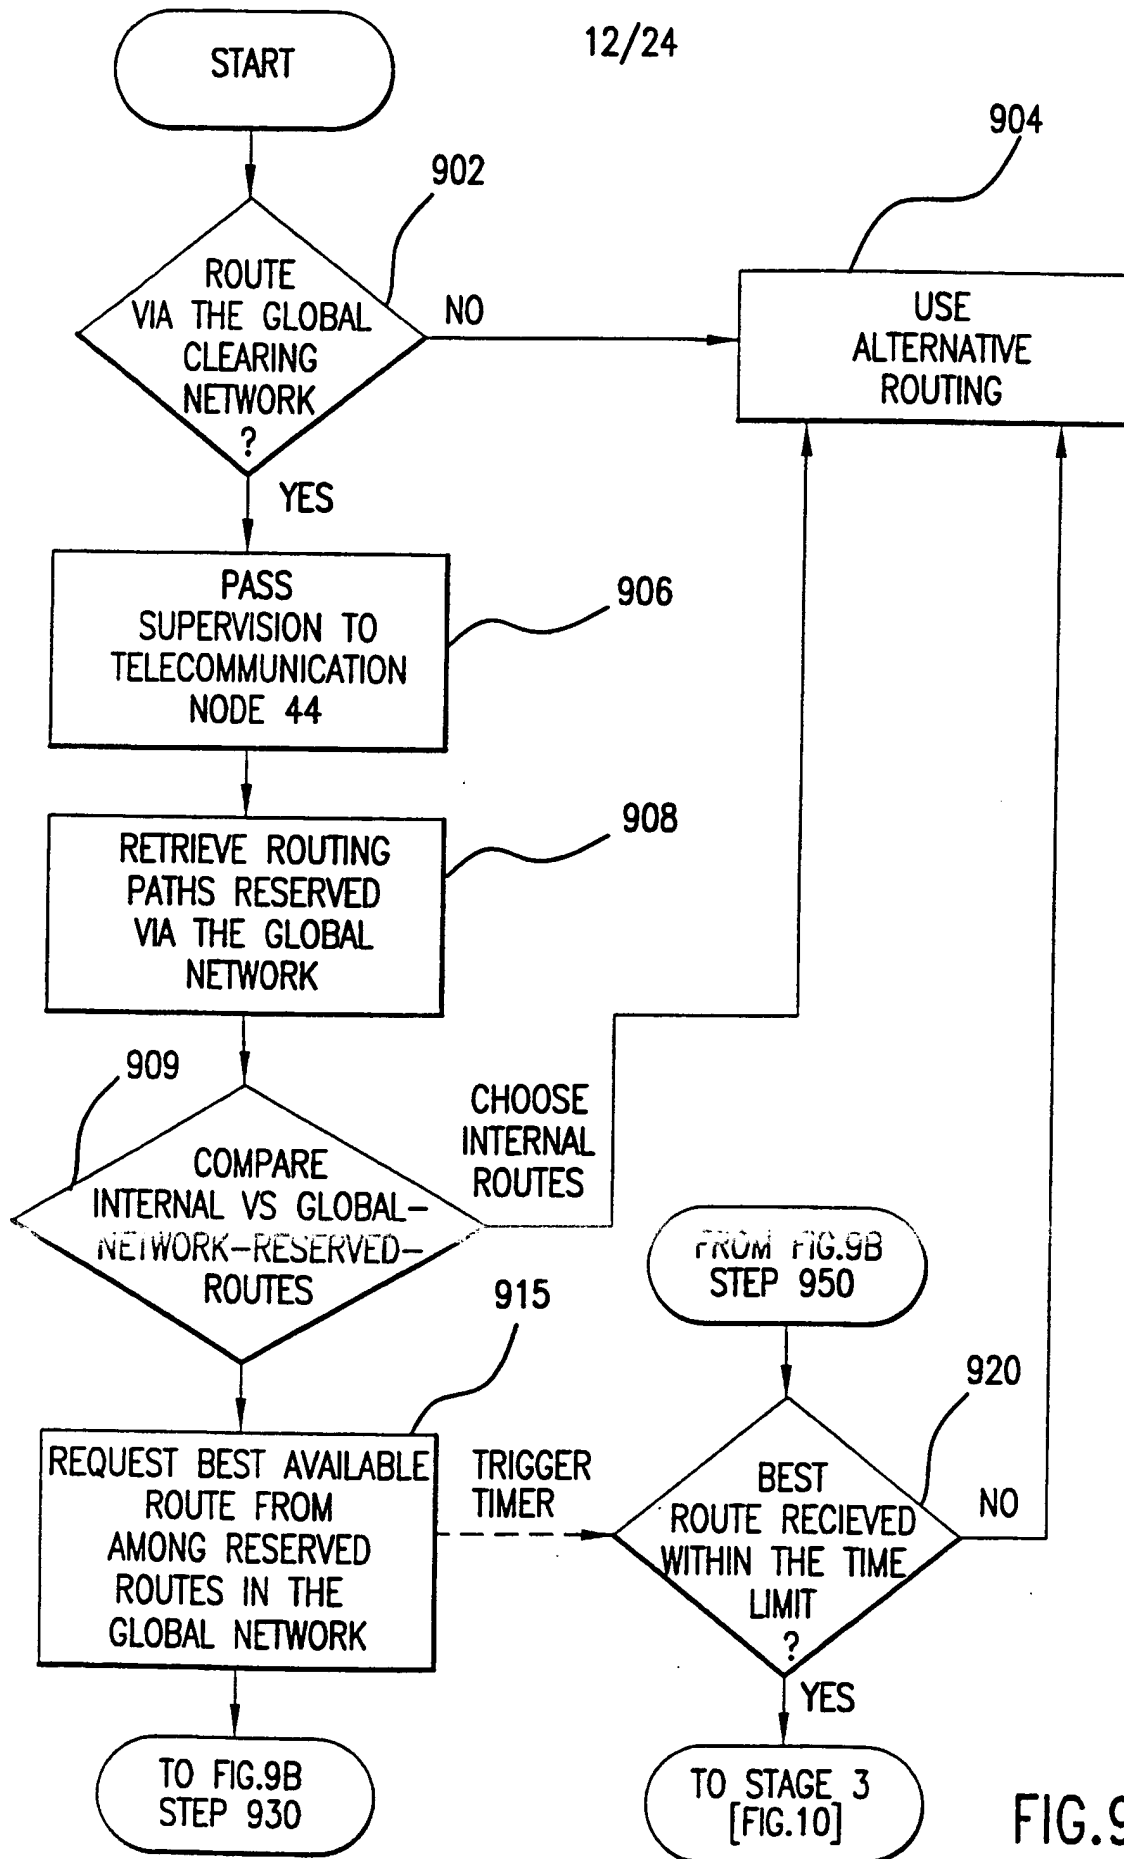 12/24
START
902
904
ROUTE
VIA THE GLOBAL
CLEARING
NETWORK
?
NO
YES
USE
ALTERNATIVE
ROUTING
PASS
SUPERVISION TO
TELECOMMUNICATION
NODE 44
906
RETRIEVE ROUTING
PATHS RESERVED
VIA THE GLOBAL
NETWORK
908
909
COMPARE
INTERNAL VS GLOBAL-
NETWORK-RESERVED-
ROUTES
CHOOSE
INTERNAL
ROUTES
FROM FIG.9B
STEP 950
915
REQUEST BEST AVAILABLE
ROUTE FROM
AMONG RESERVED
ROUTES IN THE
GLOBAL NETWORK
TRIGGER
TIMER
920
BEST
ROUTE RECIEVED
WITHIN THE TIME
LIMIT
?
NO
YES
TO FIG.9B
STEP 930
TO STAGE 3
[FIG.10]
FIG.9